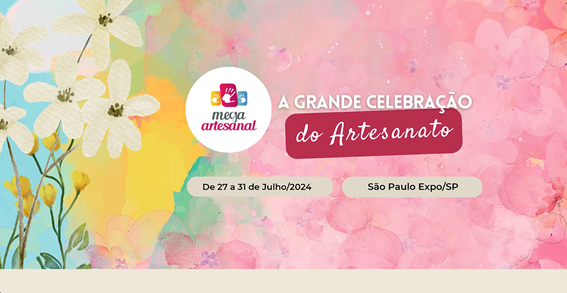 mega
artesanal
A GRANDE CELEBRAÇÃO
do Artesanato
De 27 a 31 de Julho/2024
São Paulo Expo/SP